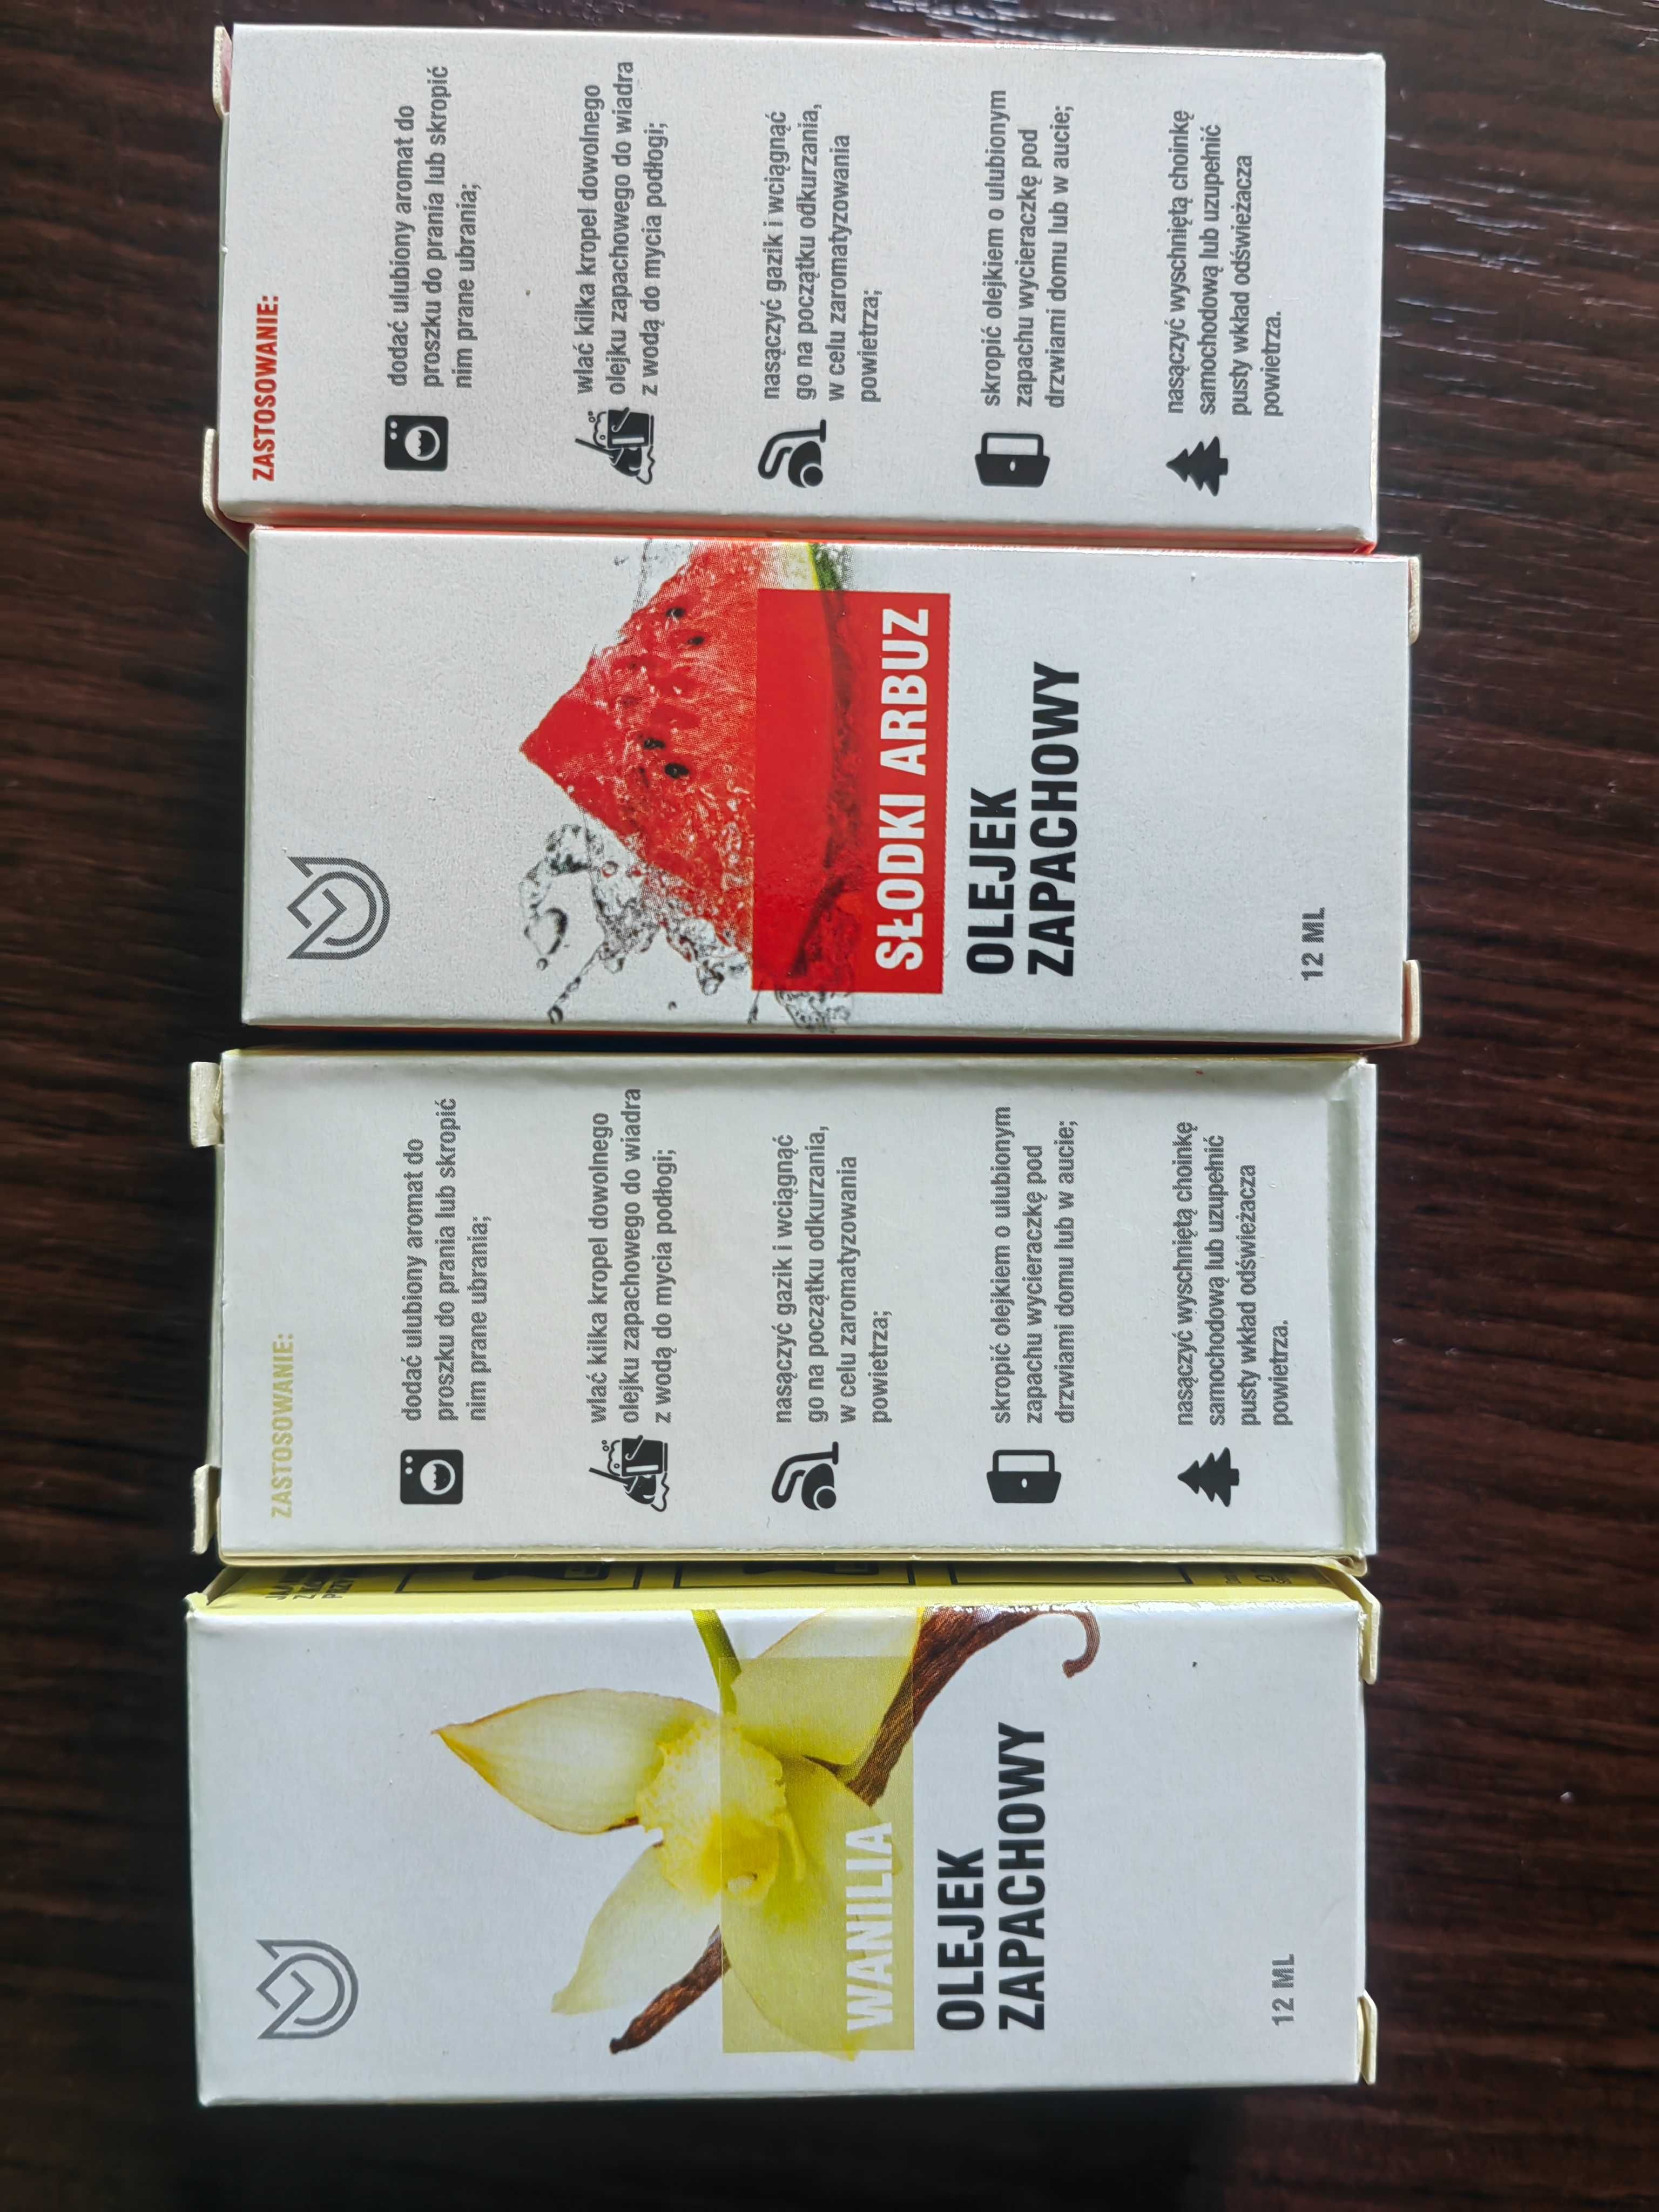 WANILIA
OLEJEK
ZAPACHOWY
12 ML
ZASTOSOWANIE:
dodać ulubiony aromat do
proszku do prania lub skropić
nim prane ubrania;
wlać kilka kropel dowolnego
olejku zapachowego do wiadra
z wodą do mycia podłogi;
nasączyć gazik i wciągnąć
go na początku odkurzania,
w celu zaromatyzowania
powietrza;
skropić olejkiem o ulubionym
zapachu wycieraczkę pod
drzwiami domu lub w aucie;
nasączyć wyschniętą choinkę
samochodową lub uzupełnić
pusty wkład odświeżacza
powietrza.
SŁODKI ARBUZ
OLEJEK
ZAPACHOWY
12 ML
ZASTOSOWANIE:
dodać ulubiony aromat do
proszku do prania lub skropić
nim prane ubrania;
wlać kilka kropel dowolnego
olejku zapachowego do wiadra
z wodą do mycia podłogi;
nasączyć gazik i wciągnąć
go na początku odkurzania,
w celu zaromatyzowania
powietrza;
skropić olejkiem o ulubionym
zapachu wycieraczkę pod
drzwiami domu lub w aucie;
nasączyć wyschniętą choinkę
samochodową lub uzupełnić
pusty wkład odświeżacza
powietrza.